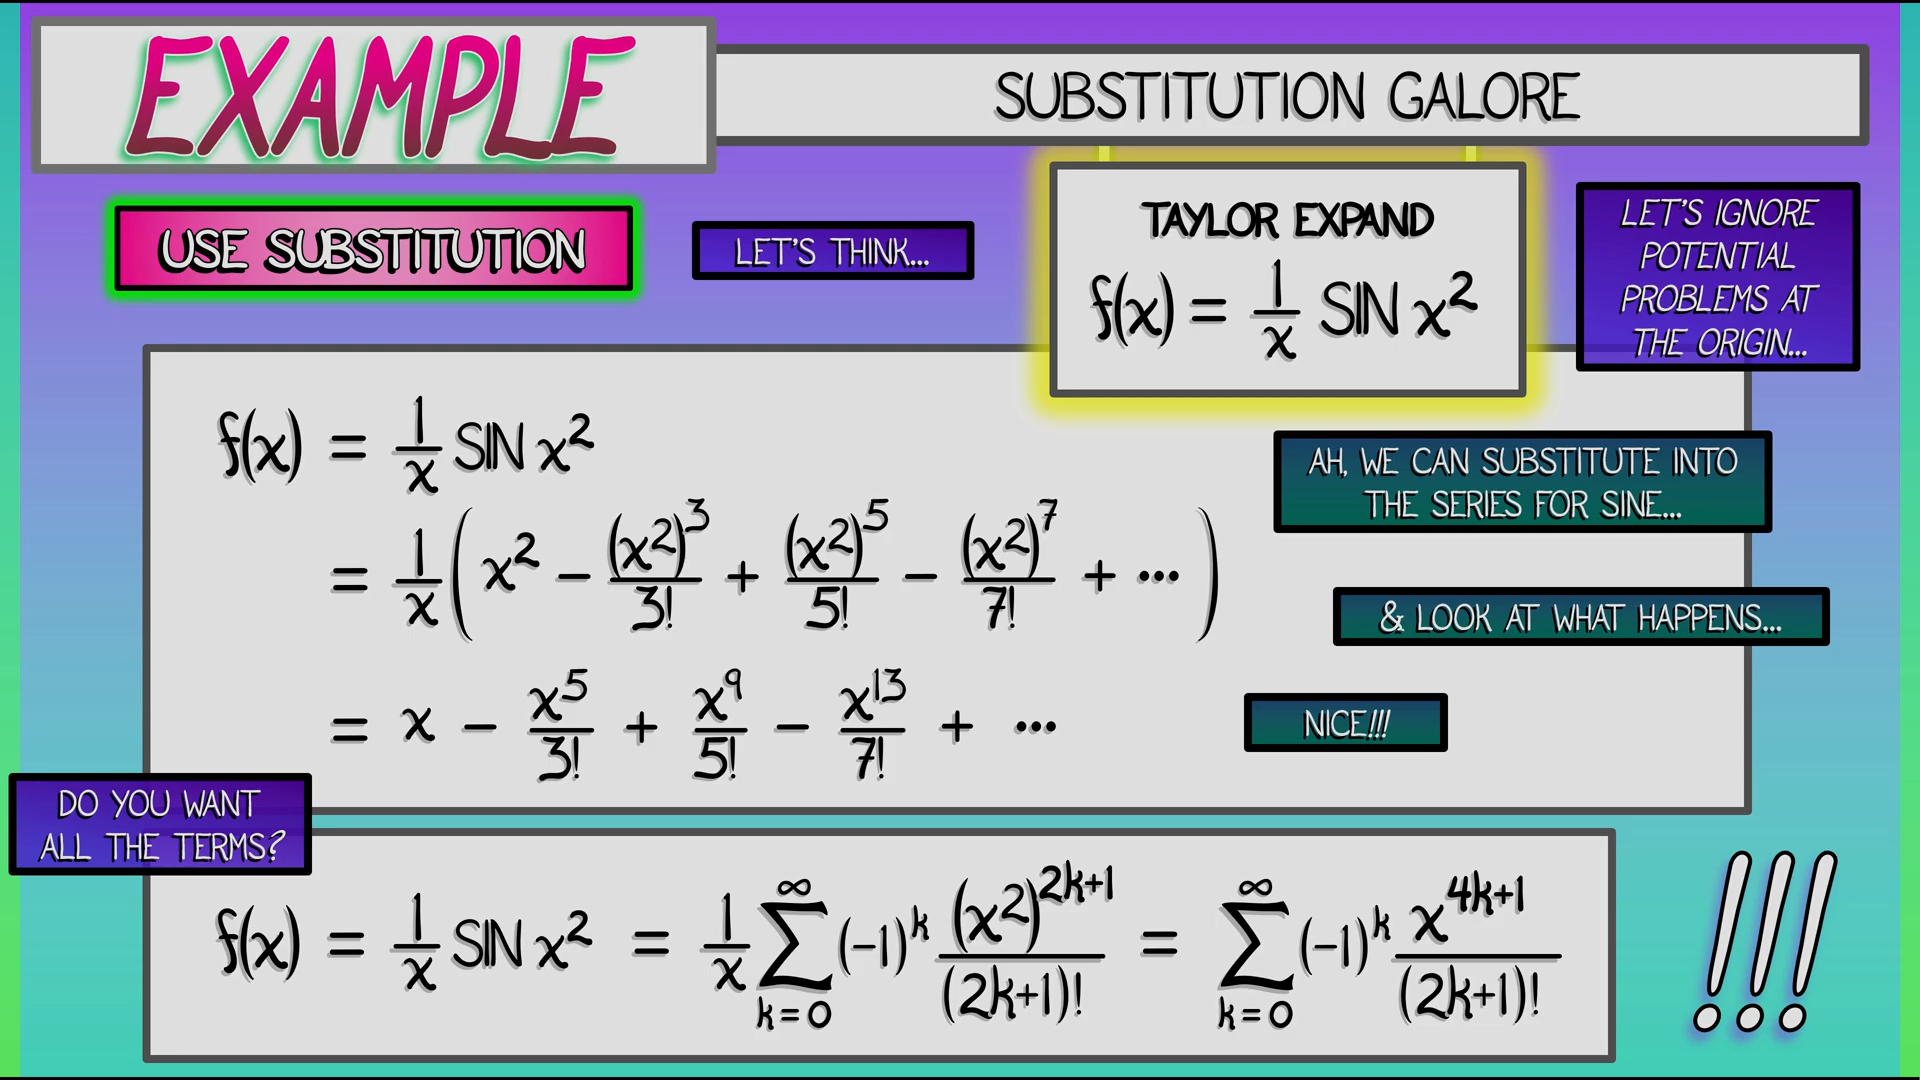 EXAMPLE
SUBSTITUTION GALORE
USE SUBSTITUTION
LET'S THINK...
TAYLOR EXPAND
f(x) = 1/x SIN x²
LET'S IGNORE
POTENTIAL
PROBLEMS AT
THE ORIGIN...
f(x) = 1/x SIN x²
AH, WE CAN SUBSTITUTE INTO
THE SERIES FOR SINE...
= 1/x ( x² − (x²)³/3! + (x²)⁵/5! − (x²)⁷/7! + ··· )
& LOOK AT WHAT HAPPENS...
= x − x⁵/3! + x⁹/5! − x¹³/7! + ···
NICE!!!
DO YOU WANT
ALL THE TERMS?
f(x) = 1/x SIN x² = 1/x ∑_{k=0}^{∞} (−1)^k (x²)^{2k+1}/(2k+1)! = ∑_{k=0}^{∞} (−1)^k x^{4k+1}/(2k+1)!
!!!